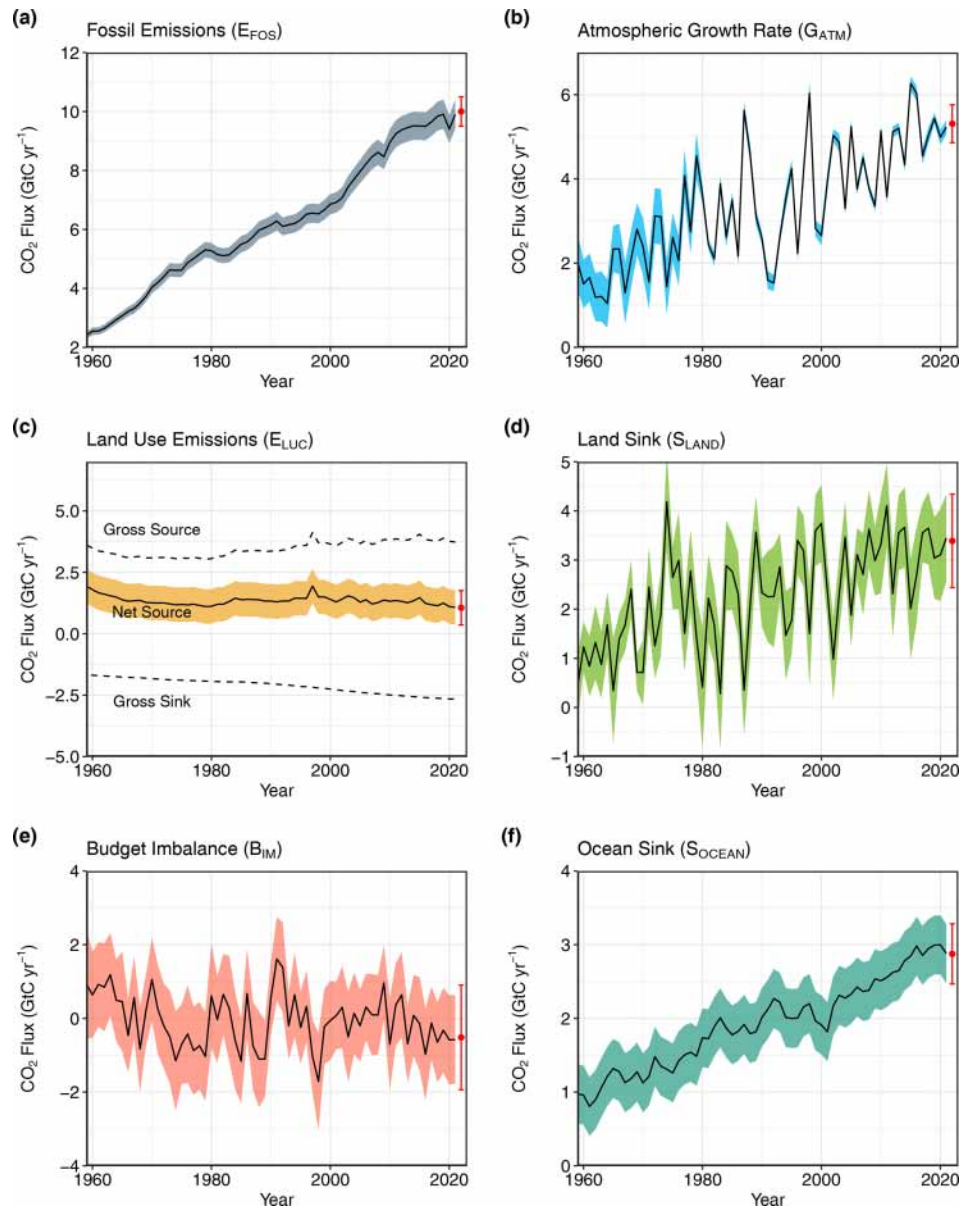 (a)
Fossil Emissions (E_FOS)
CO₂ Flux (GtC yr⁻¹)
12
10
8
6
4
2
1960 1980 2000 2020
Year
(b)
Atmospheric Growth Rate (G_ATM)
CO₂ Flux (GtC yr⁻¹)
6
4
2
0
1960 1980 2000 2020
Year
(c)
Land Use Emissions (E_LUC)
CO₂ Flux (GtC yr⁻¹)
5.0
2.5
0.0
−2.5
−5.0
Gross Source
Net Source
Gross Sink
1960 1980 2000 2020
Year
(d)
Land Sink (S_LAND)
CO₂ Flux (GtC yr⁻¹)
5
4
3
2
1
0
−1
1960 1980 2000 2020
Year
(e)
Budget Imbalance (B_IM)
CO₂ Flux (GtC yr⁻¹)
4
2
0
−2
−4
1960 1980 2000 2020
Year
(f)
Ocean Sink (S_OCEAN)
CO₂ Flux (GtC yr⁻¹)
4
3
2
1
0
1960 1980 2000 2020
Year